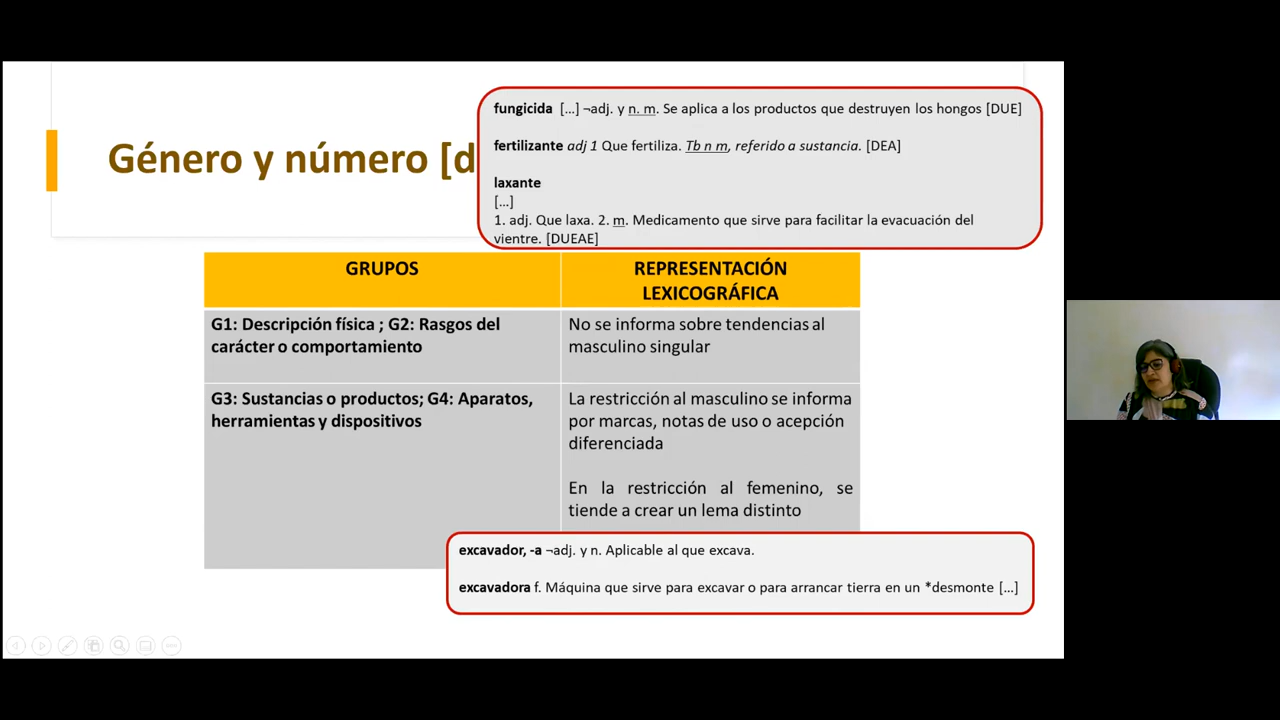 Género y número [d
fungicida […] ¬adj. y n. m. Se aplica a los productos que destruyen los hongos [DUE]
fertilizante adj 1 Que fertiliza. Tb n m, referido a sustancia. [DEA]
laxante
[…]
1. adj. Que laxa. 2. m. Medicamento que sirve para facilitar la evacuación del
vientre. [DUEAE]
GRUPOS
REPRESENTACIÓN
LEXICOGRÁFICA
G1: Descripción física ; G2: Rasgos del
carácter o comportamiento
No se informa sobre tendencias al
masculino singular
G3: Sustancias o productos; G4: Aparatos,
herramientas y dispositivos
La restricción al masculino se informa
por marcas, notas de uso o acepción
diferenciada
En la restricción al femenino, se
tiende a crear un lema distinto
excavador, -a ¬adj. y n. Aplicable al que excava.
excavadora f. Máquina que sirve para excavar o para arrancar tierra en un *desmonte […]